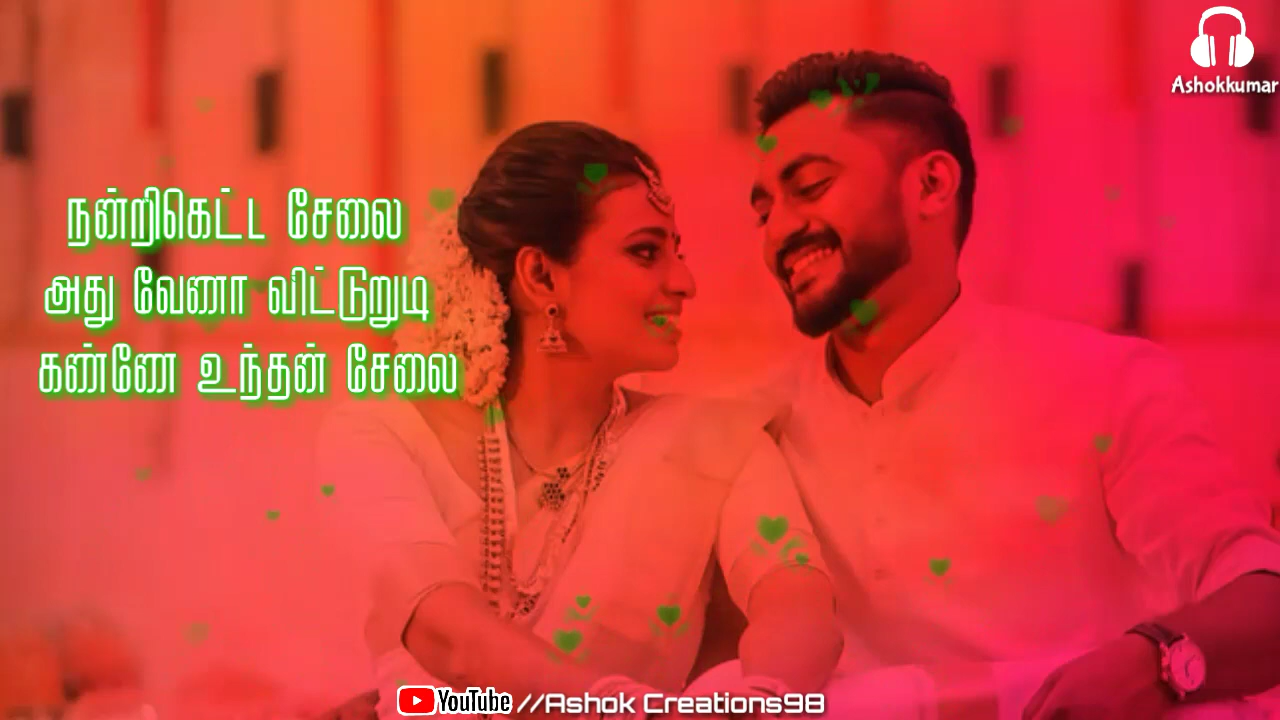 Ashokkumar
நன்றிகெட்ட சேலை
அது வேணா விட்டுறுடி
கண்ணே உந்தன் சேலை
YouTube //Ashok Creations98